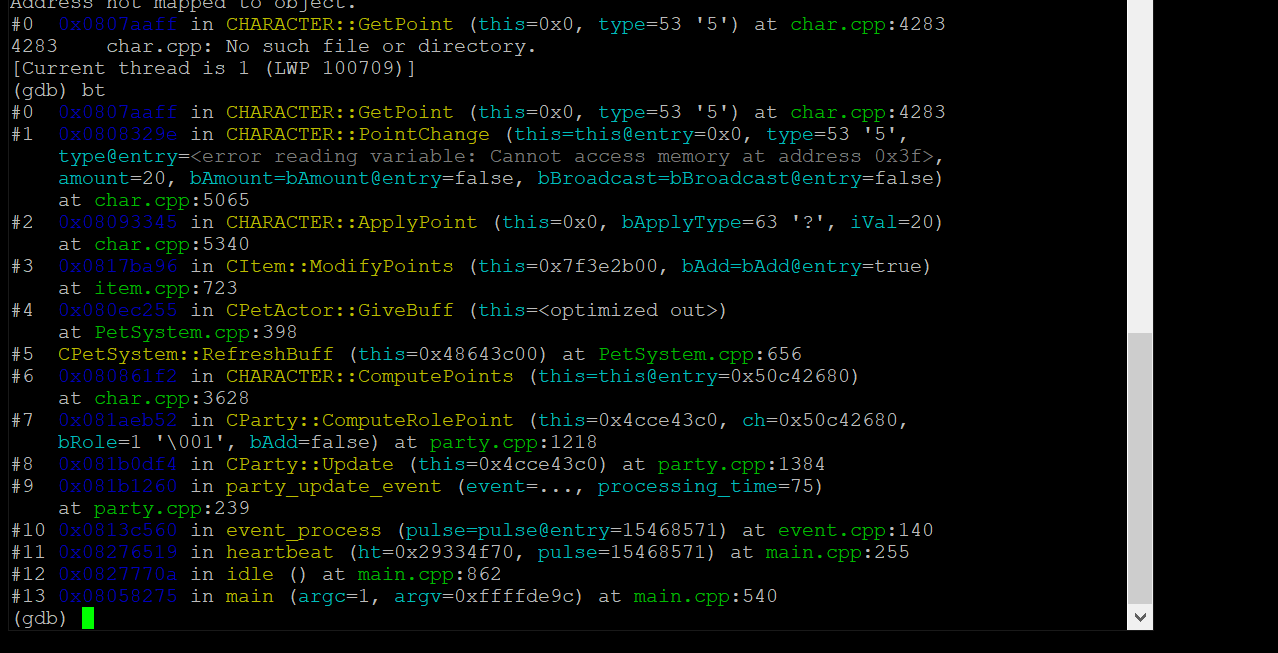 Address not mapped to object.
#0  0x0807aaff in CHARACTER::GetPoint (this=0x0, type=53 '5') at char.cpp:4283
4283    char.cpp: No such file or directory.
[Current thread is 1 (LWP 100709)]
(gdb) bt
#0  0x0807aaff in CHARACTER::GetPoint (this=0x0, type=53 '5') at char.cpp:4283
#1  0x0808329e in CHARACTER::PointChange (this=this@entry=0x0, type=53 '5',
    type@entry=<error reading variable: Cannot access memory at address 0x3f>,
    amount=20, bAmount=bAmount@entry=false, bBroadcast=bBroadcast@entry=false)
    at char.cpp:5065
#2  0x08093345 in CHARACTER::ApplyPoint (this=0x0, bApplyType=63 '?', iVal=20)
    at char.cpp:5340
#3  0x0817ba96 in CItem::ModifyPoints (this=0x7f3e2b00, bAdd=bAdd@entry=true)
    at item.cpp:723
#4  0x080ec255 in CPetActor::GiveBuff (this=<optimized out>)
    at PetSystem.cpp:398
#5  CPetSystem::RefreshBuff (this=0x48643c00) at PetSystem.cpp:656
#6  0x080861f2 in CHARACTER::ComputePoints (this=this@entry=0x50c42680)
    at char.cpp:3628
#7  0x081aeb52 in CParty::ComputeRolePoint (this=0x4cce43c0, ch=0x50c42680,
    bRole=1 '\001', bAdd=false) at party.cpp:1218
#8  0x081b0df4 in CParty::Update (this=0x4cce43c0) at party.cpp:1384
#9  0x081b1260 in party_update_event (event=..., processing_time=75)
    at party.cpp:239
#10 0x0813c560 in event_process (pulse=pulse@entry=15468571) at event.cpp:140
#11 0x08276519 in heartbeat (ht=0x29334f70, pulse=15468571) at main.cpp:255
#12 0x0827770a in idle () at main.cpp:862
#13 0x08058275 in main (argc=1, argv=0xffffde9c) at main.cpp:540
(gdb)